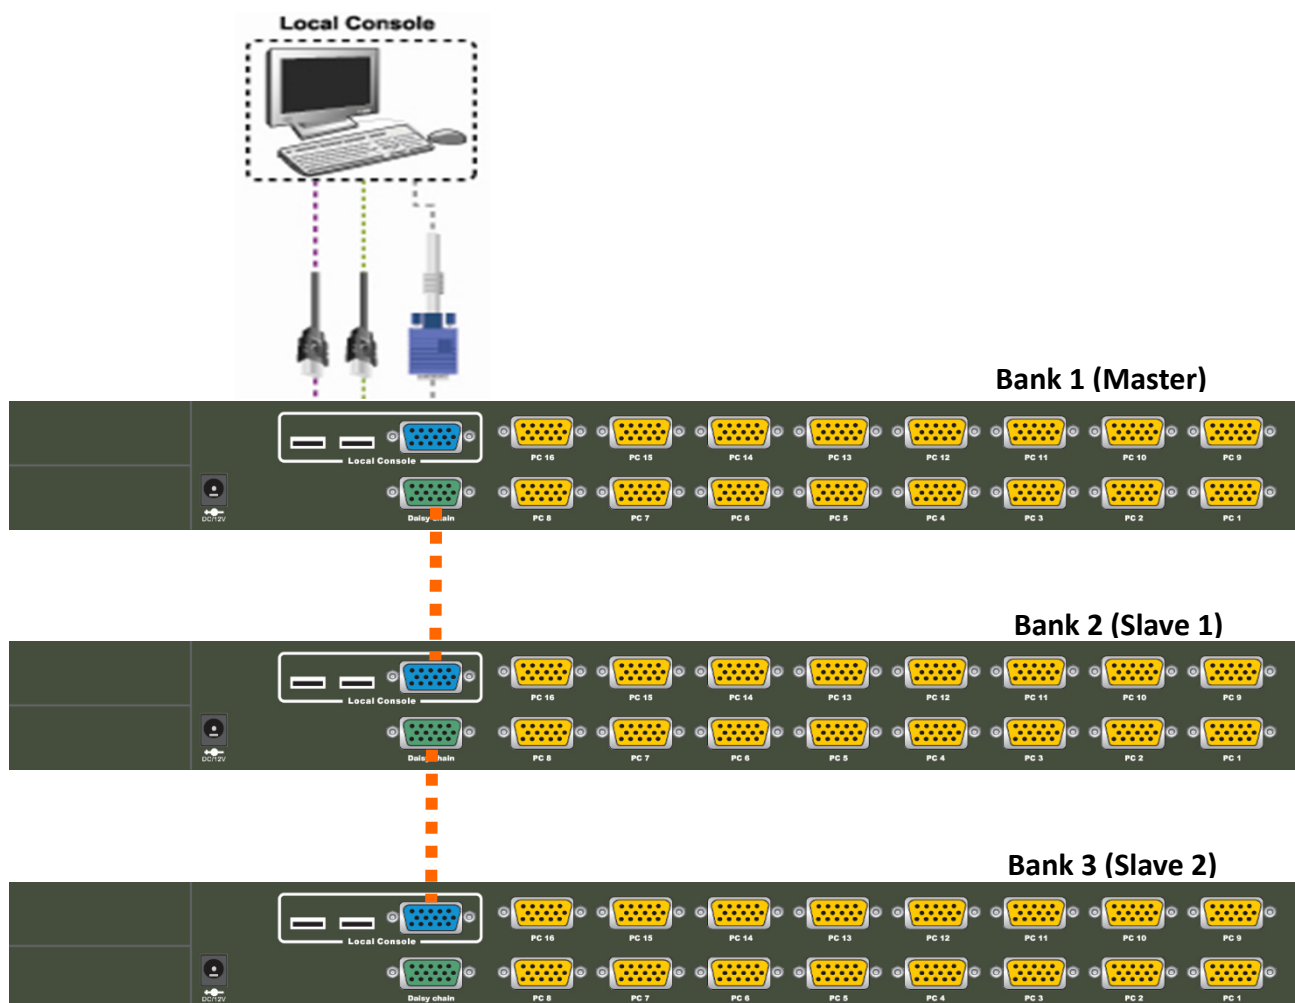 Local Console
Bank 1 (Master)
PC 16 PC 15 PC 14 PC 13 PC 12 PC 11 PC 10 PC 9
Local Console
DC/12V Daisy chain PC 8 PC 7 PC 6 PC 5 PC 4 PC 3 PC 2 PC 1
Bank 2 (Slave 1)
PC 16 PC 15 PC 14 PC 13 PC 12 PC 11 PC 10 PC 9
Local Console
DC/12V Daisy chain PC 8 PC 7 PC 6 PC 5 PC 4 PC 3 PC 2 PC 1
Bank 3 (Slave 2)
PC 16 PC 15 PC 14 PC 13 PC 12 PC 11 PC 10 PC 9
Local Console
DC/12V Daisy chain PC 8 PC 7 PC 6 PC 5 PC 4 PC 3 PC 2 PC 1